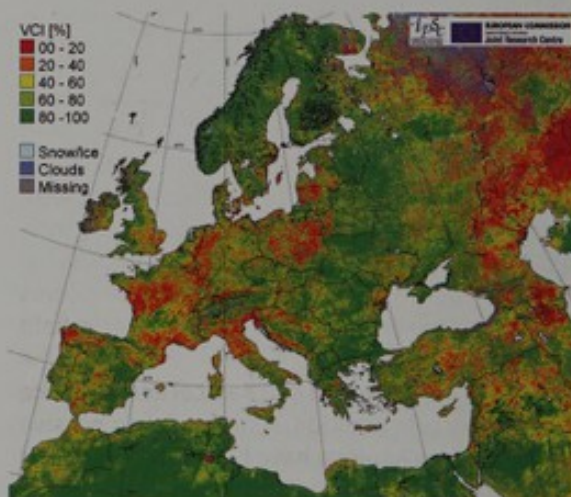 VCI [%]
00 - 20
20 - 40
40 - 60
60 - 80
80 -100
Snow/Ice
Clouds
Missing
EUROPEAN COMMISSION
Joint Research Centre